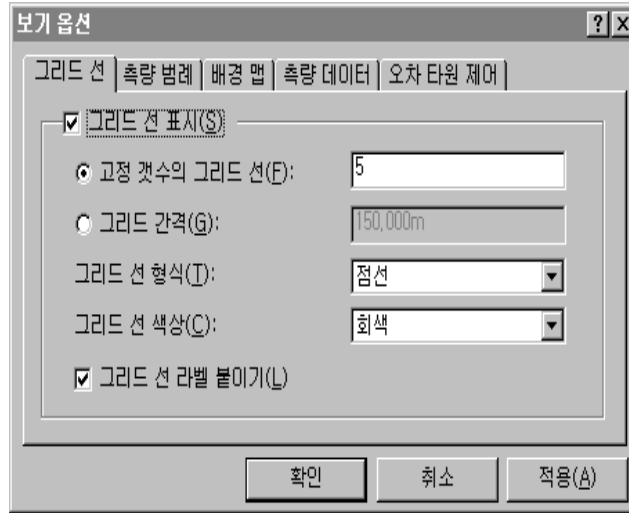 보기 옵션
그리드 선 측량 범례 배경 맵 측량 데이터 오차 타원 제어
그리드 선 표시(S)
고정 갯수의 그리드 선(F): 5
그리드 간격(G): 150,000m
그리드 선 형식(T): 점선
그리드 선 색상(C): 회색
그리드 선 라벨 붙이기(L)
확인 취소 적용(A)